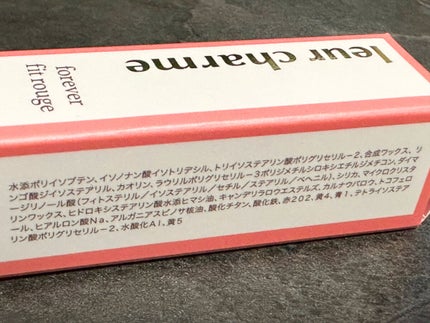 leur charme
forever
fit rouge
水添ポリイソブテン、イソノナン酸イソトリデシル、トリイソステアリン酸ポリグリセリル－2、合成ワックス、リ
ンゴ酸ジイソステアリル、カオリン、ラウリルポリグリセリル－3ポリジメチルシロキシエチルジメチコン、ダイマ
ージリノール酸（フィトステリル／イソステアリル／セチル／ステアリル／ベヘニル）、シリカ、マイクロクリスタ
リンワックス、ヒドロキシステアリン酸水添ヒマシ油、キャンデリラロウエステルズ、カルナウバロウ、トコフェロ
ール、ヒアルロン酸Na、アルガニアスピノサ核油、酸化チタン、酸化鉄、赤202、黄4、青1、テトライソステア
リン酸ポリグリセリル－2、水酸化Al、黄5